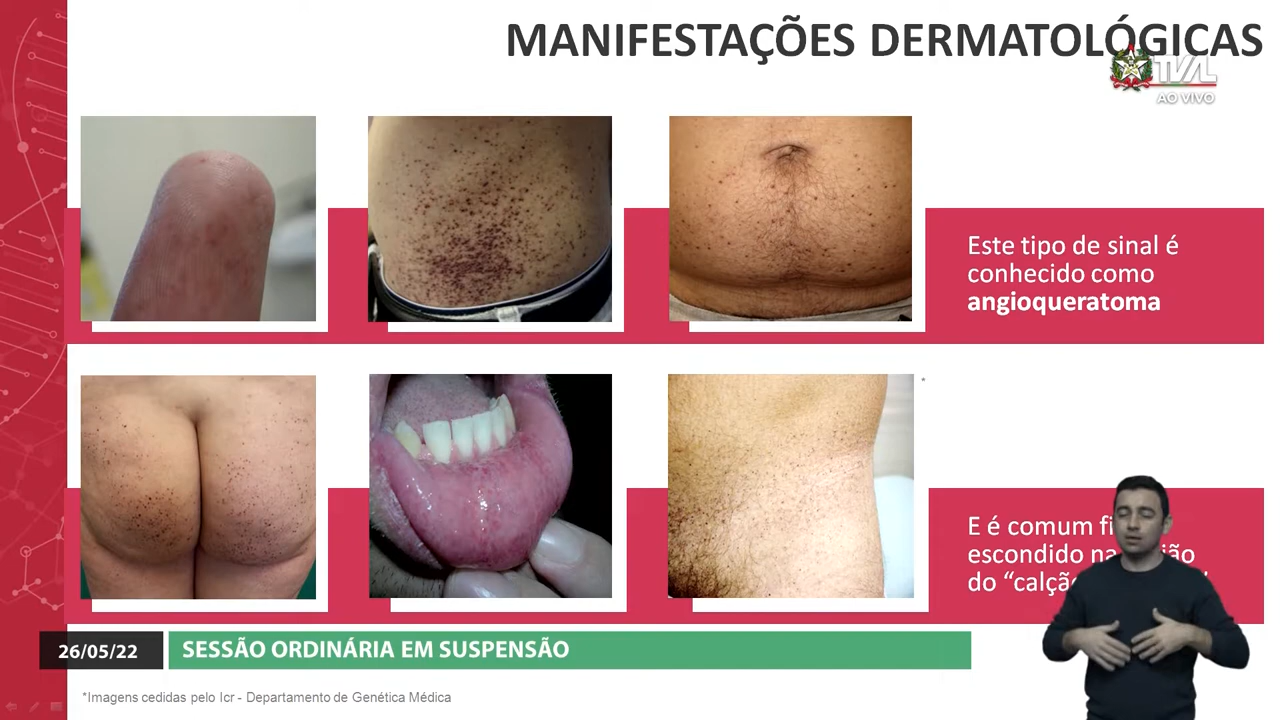 MANIFESTAÇÕES DERMATOLÓGICAS
TVAL
AO VIVO
Este tipo de sinal é
conhecido como
angioqueratoma
*
E é comum
escondido
do
26/05/22
SESSÃO ORDINÁRIA EM SUSPENSÃO
*Imagens cedidas pelo Icr - Departamento de Genética Médica